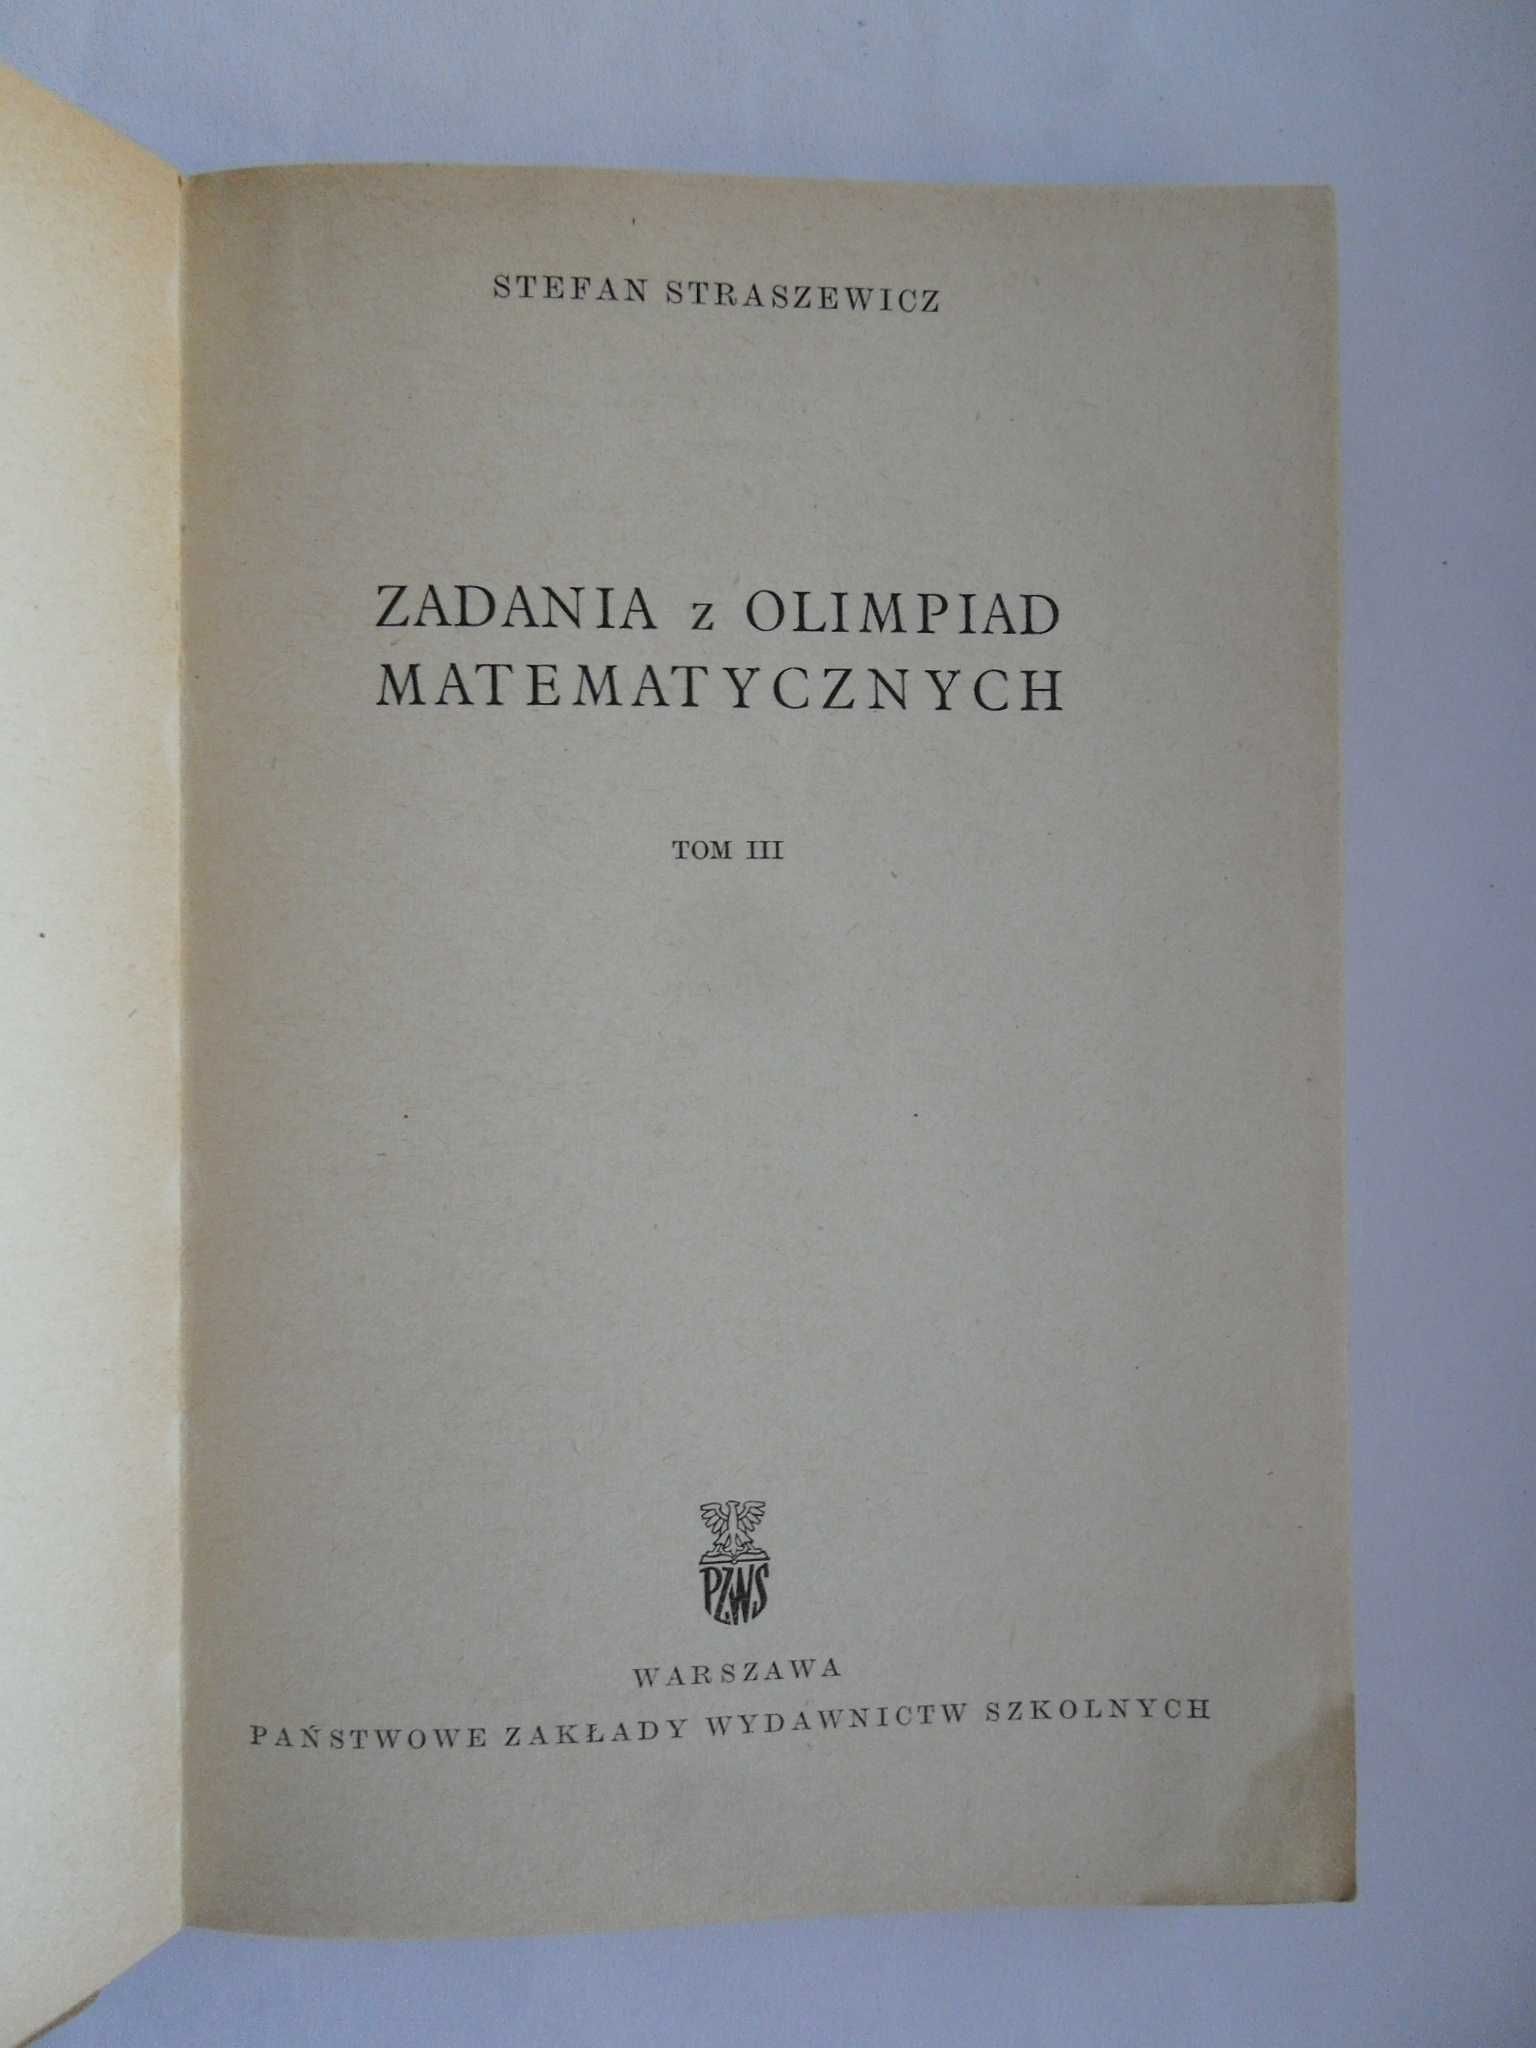 STEFAN STRASZEWICZ
ZADANIA z OLIMPIAD
MATEMATYCZNYCH
TOM III
PZWS
WARSZAWA
PAŃSTWOWE ZAKŁADY WYDAWNICTW SZKOLNYCH